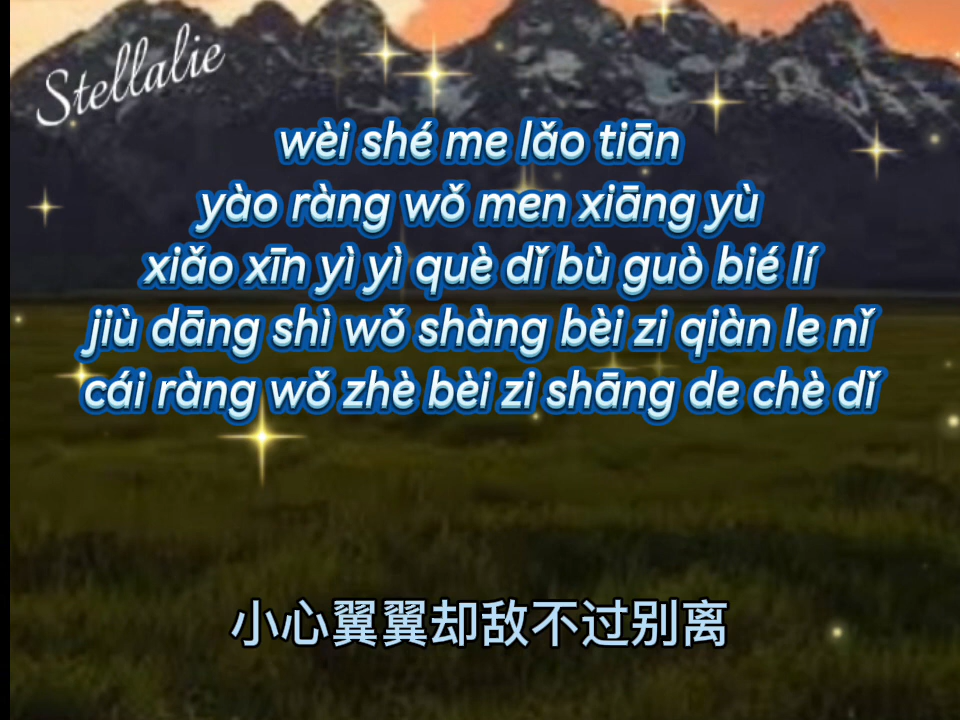 Stellalie
wèi shé me lǎo tiān
yào ràng wǒ men xiāng yù
xiǎo xīn yì yì què dǐ bù guò bié lí
jiù dāng shì wǒ shàng bèi zi qiàn le nǐ
cái ràng wǒ zhè bèi zi shāng de chè dǐ
小心翼翼却敌不过别离